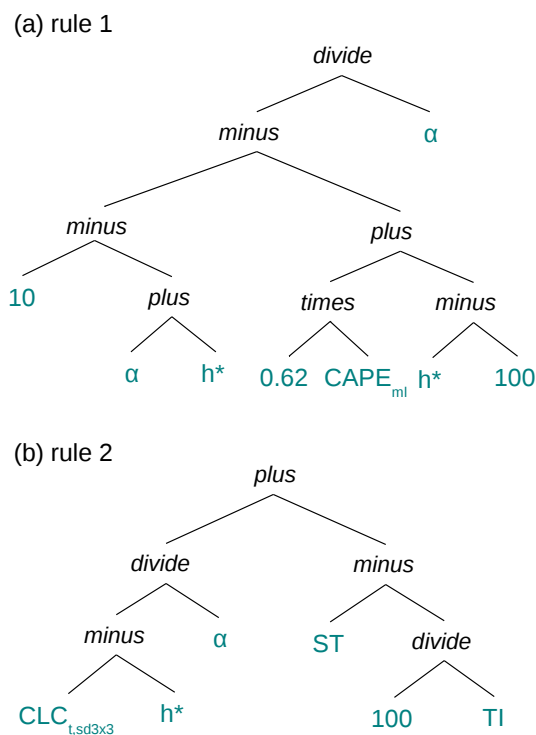 (a) rule 1
divide
minus α
minus plus
10 plus times minus
α h* 0.62 CAPEml h* 100
(b) rule 2
plus
divide minus
minus α ST divide
CLCt,sd3x3 h* 100 TI